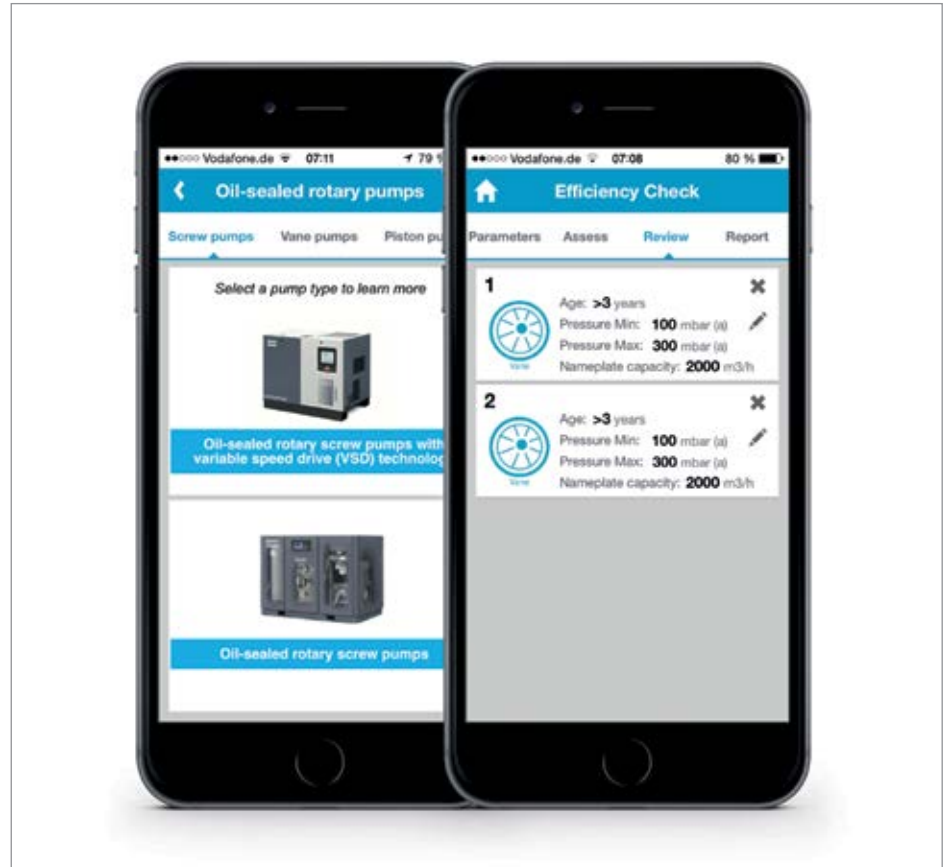 Vodafone.de 07:11 79 %
Oil-sealed rotary pumps
Screw pumps Vane pumps Piston pu
Select a pump type to learn more
Oil-sealed rotary screw pumps with
variable speed drive (VSD) technolog
Oil-sealed rotary screw pumps
Vodafone.de 07:08 80 %
Efficiency Check
Parameters Assess Review Report
1
Age: >3 years
Pressure Min: 100 mbar (a)
Pressure Max: 300 mbar (a)
Nameplate capacity: 2000 m3/h
Vane
2
Age: >3 years
Pressure Min: 100 mbar (a)
Pressure Max: 300 mbar (a)
Nameplate capacity: 2000 m3/h
Vane